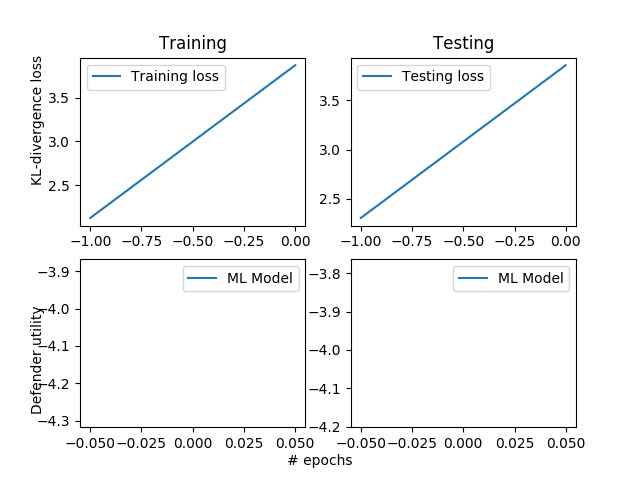 Training
Testing
KL-divergence loss
Training loss
Testing loss
3.5
3.0
2.5
3.5
3.0
2.5
−1.00 −0.75 −0.50 −0.25 0.00
−1.00 −0.75 −0.50 −0.25 0.00
Defender utility
ML Model
ML Model
−3.9
−4.0
−4.1
−4.2
−4.3
−3.8
−3.9
−4.0
−4.1
−4.2
−0.050 −0.025 0.000 0.025 0.050
−0.050 −0.025 0.000 0.025 0.050
# epochs